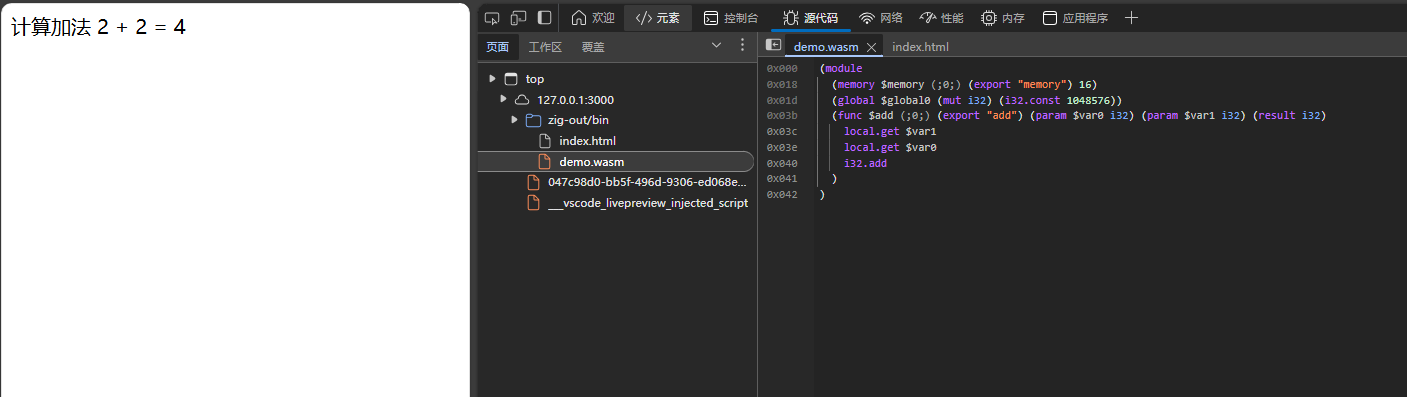 计算加法 2 + 2 = 4
欢迎 元素 控制台 源代码 网络 性能 内存 应用程序
页面 工作区 覆盖
top
127.0.0.1:3000
zig-out/bin
index.html
demo.wasm
047c98d0-bb5f-496d-9306-ed068e...
___vscode_livepreview_injected_script
demo.wasm index.html
0x000 (module
0x018 (memory $memory (;0;) (export "memory") 16)
0x01d (global $global0 (mut i32) (i32.const 1048576))
0x03b (func $add (;0;) (export "add") (param $var0 i32) (param $var1 i32) (result i32)
0x03c local.get $var1
0x03e local.get $var0
0x040 i32.add
0x041 )
0x042 )